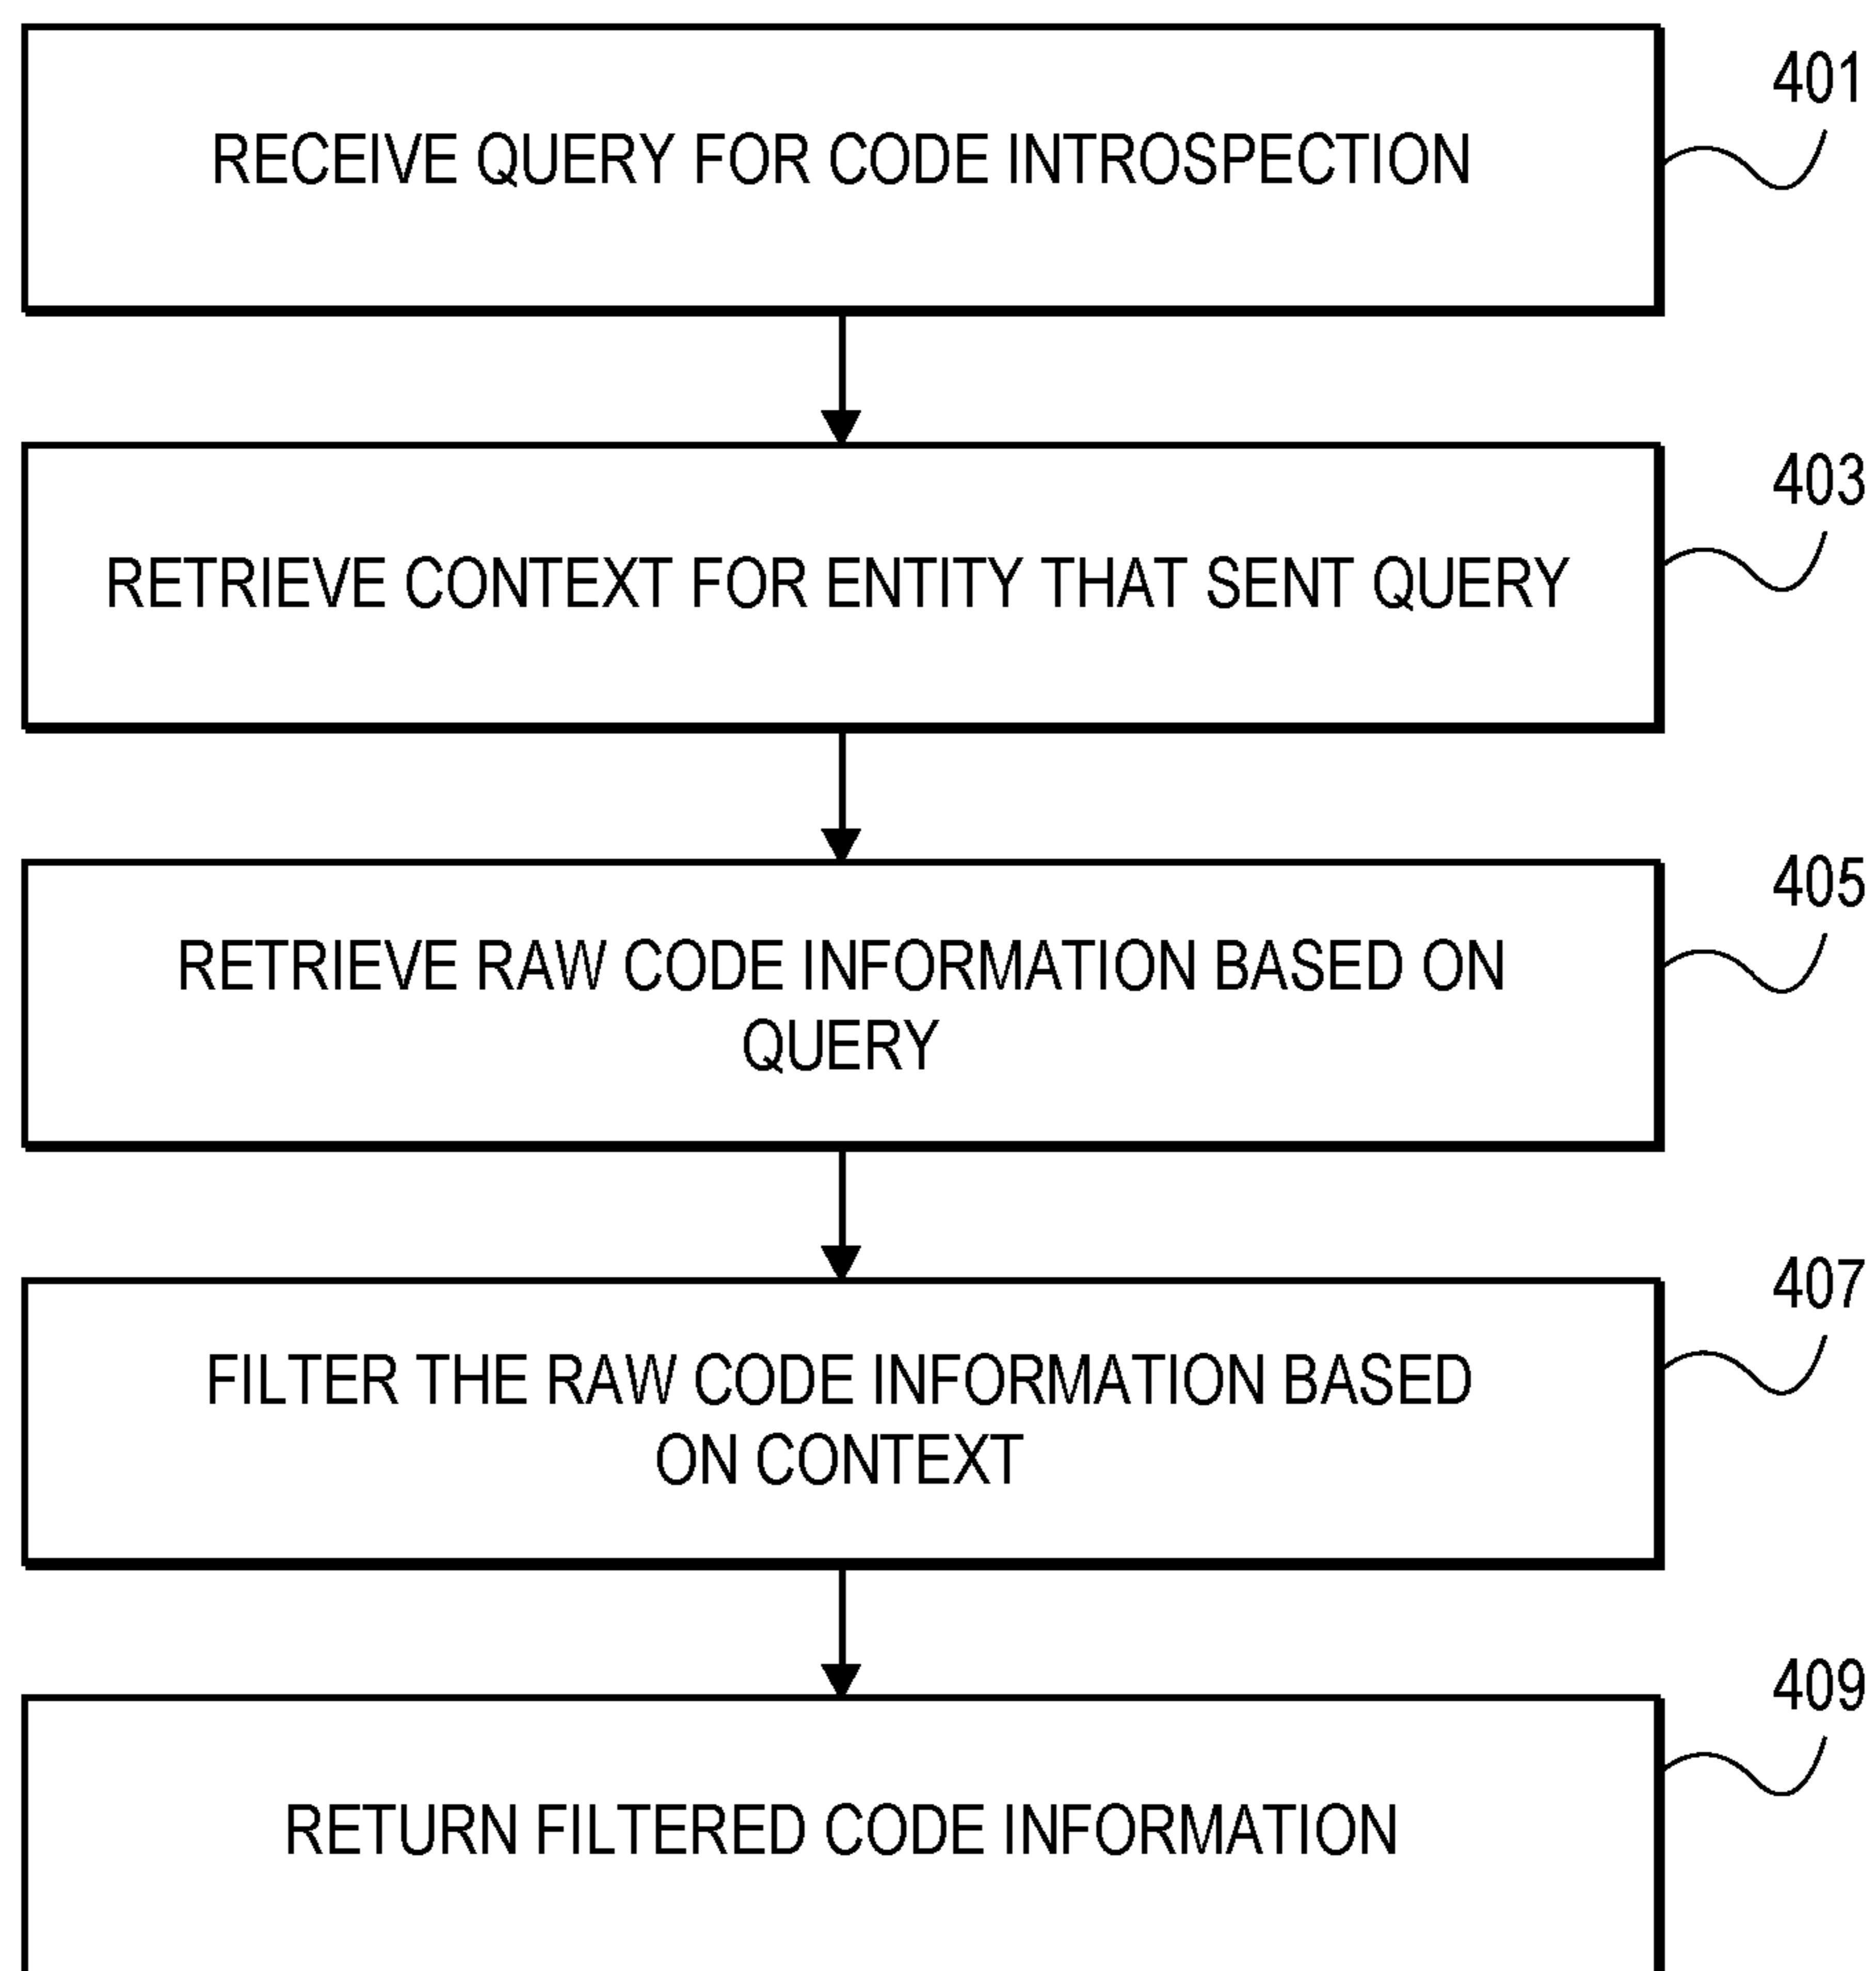 401
RECEIVE QUERY FOR CODE INTROSPECTION
403
RETRIEVE CONTEXT FOR ENTITY THAT SENT QUERY
405
RETRIEVE RAW CODE INFORMATION BASED ON
QUERY
407
FILTER THE RAW CODE INFORMATION BASED
ON CONTEXT
409
RETURN FILTERED CODE INFORMATION